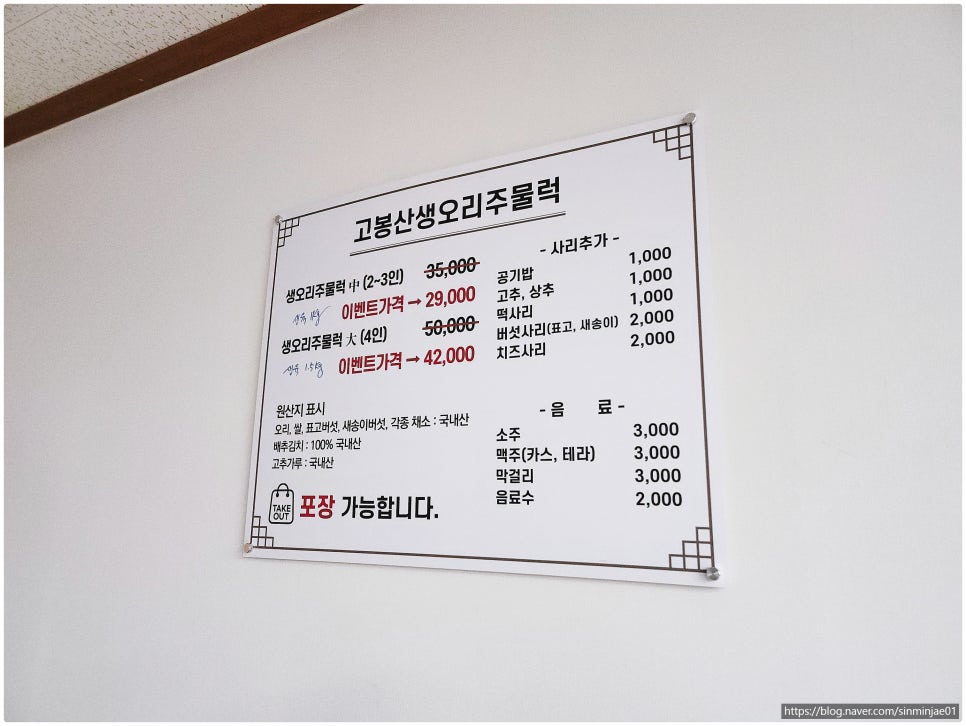 고봉산생오리주물럭
생오리주물럭 中 (2~3인) 35,000
생육 1kg 이벤트가격 → 29,000
생오리주물럭 大 (4인) 50,000
생육 1.5kg 이벤트가격 → 42,000
원산지 표시
오리, 쌀, 표고버섯, 새송이버섯, 각종 채소 : 국내산
배추김치 : 100% 국내산
고추가루 : 국내산
TAKE
OUT
포장 가능합니다.
- 사리추가 -
공기밥 1,000
고추, 상추 1,000
떡사리 1,000
버섯사리(표고, 새송이) 2,000
치즈사리 2,000
- 음 료 -
소주 3,000
맥주(카스, 테라) 3,000
막걸리 3,000
음료수 2,000
https://blog.naver.com/sinminjae01